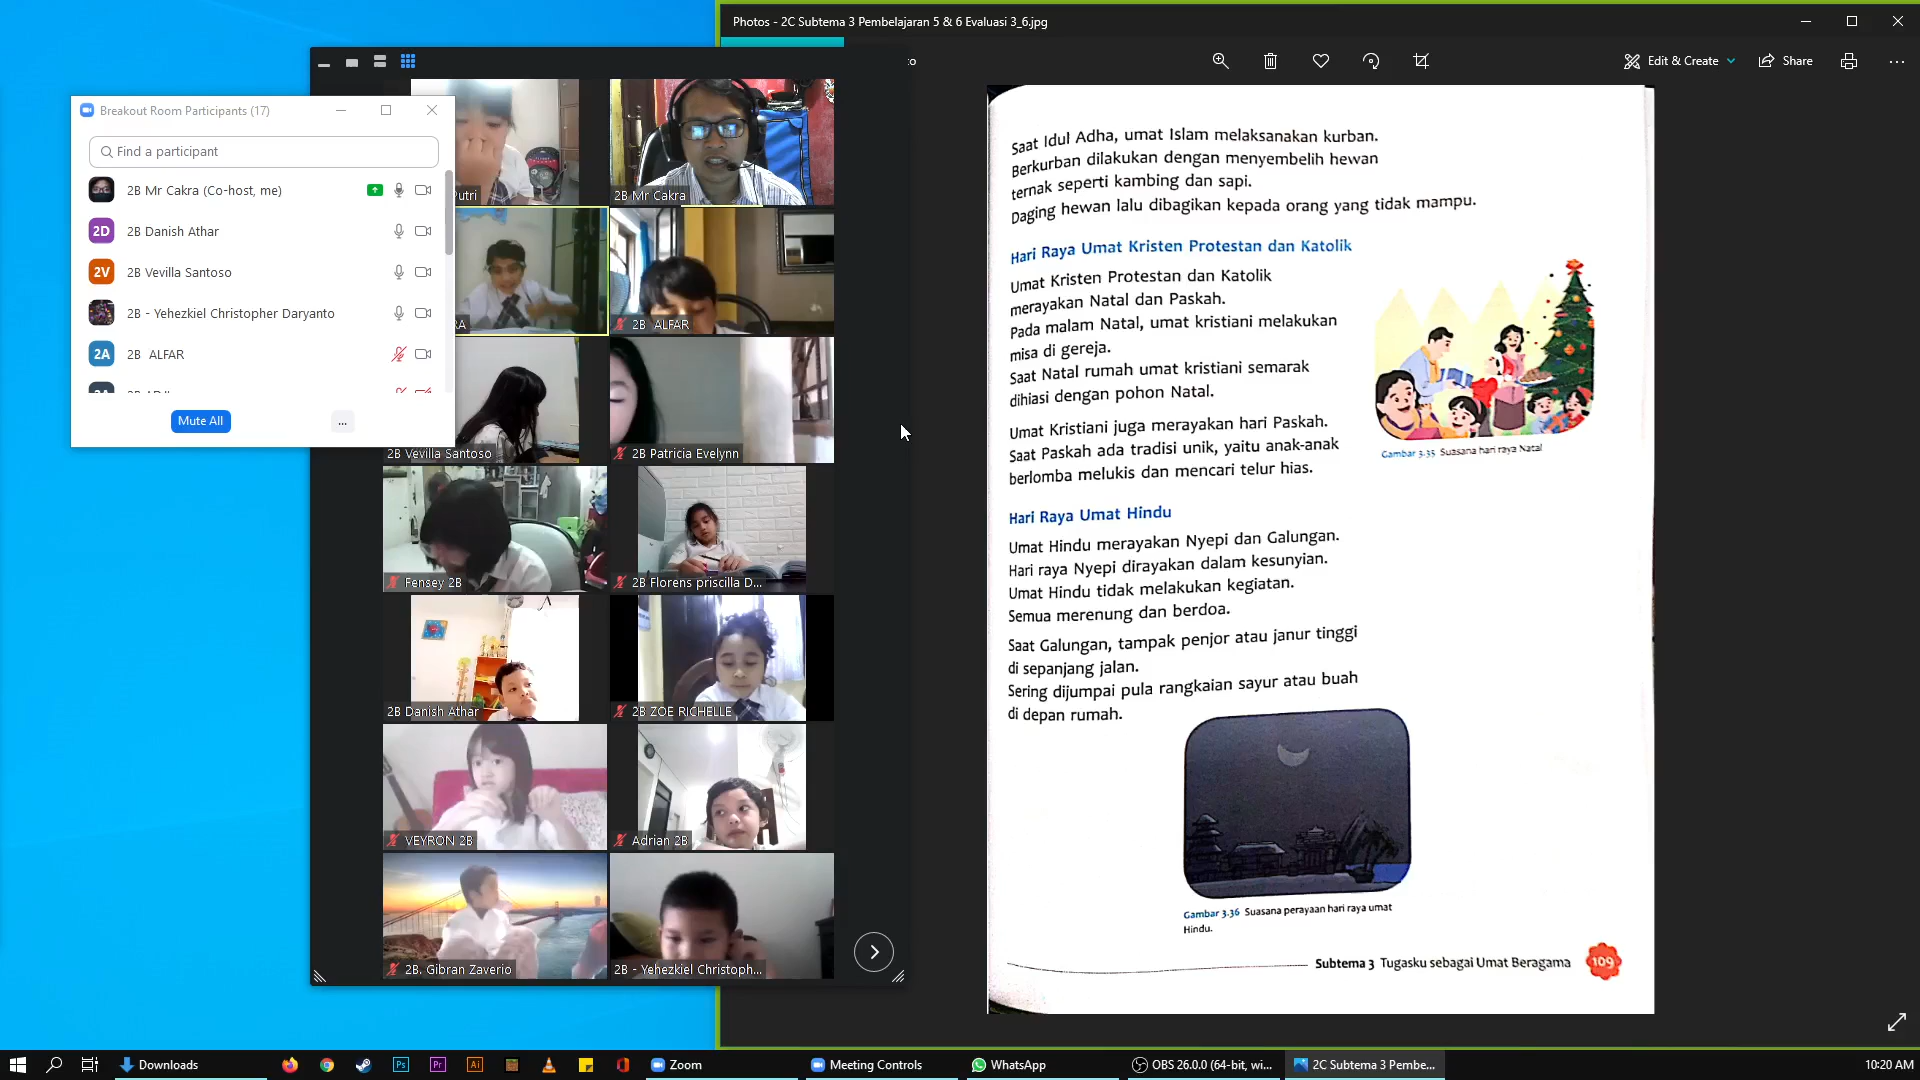 Photos - 2C Subtema 3 Pembelajaran 5 & 6 Evaluasi 3_6.jpg
Edit & Create
Share
Breakout Room Participants (17)
Find a participant
2B Mr Cakra (Co-host, me)
2D 2B Danish Athar
2V 2B Vevilla Santoso
2B - Yehezkiel Christopher Daryanto
2A 2B ALFAR
Mute All
...
Putri
2B Mr Cakra
RA
2B ALFAR
2B Vevilla Santoso
2B Patricia Evelynn
Fensey 2B
2B Florens priscilla D...
2B Danish Athar
2B ZOE RICHELLE
VEYRON 2B
Adrian 2B
2B. Gibran Zaverio
2B - Yehezkiel Christoph...
Saat Idul Adha, umat Islam melaksanakan kurban.
Berkurban dilakukan dengan menyembelih hewan
ternak seperti kambing dan sapi.
Daging hewan lalu dibagikan kepada orang yang tidak mampu.
Hari Raya Umat Kristen Protestan dan Katolik
Umat Kristen Protestan dan Katolik
merayakan Natal dan Paskah.
Pada malam Natal, umat kristiani melakukan
misa di gereja.
Saat Natal rumah umat kristiani semarak
dihiasi dengan pohon Natal.
Umat Kristiani juga merayakan hari Paskah.
Saat Paskah ada tradisi unik, yaitu anak-anak
berlomba melukis dan mencari telur hias.
Gambar 3.35 Suasana hari raya Natal
Hari Raya Umat Hindu
Umat Hindu merayakan Nyepi dan Galungan.
Hari raya Nyepi dirayakan dalam kesunyian.
Umat Hindu tidak melakukan kegiatan.
Semua merenung dan berdoa.
Saat Galungan, tampak penjor atau janur tinggi
di sepanjang jalan.
Sering dijumpai pula rangkaian sayur atau buah
di depan rumah.
Gambar 3.36 Suasana perayaan hari raya umat
Hindu.
Subtema 3 Tugasku sebagai Umat Beragama 109
Downloads
Zoom
Meeting Controls
WhatsApp
OBS 26.0.0 (64-bit, wi...
2C Subtema 3 Pembe...
10:20 AM